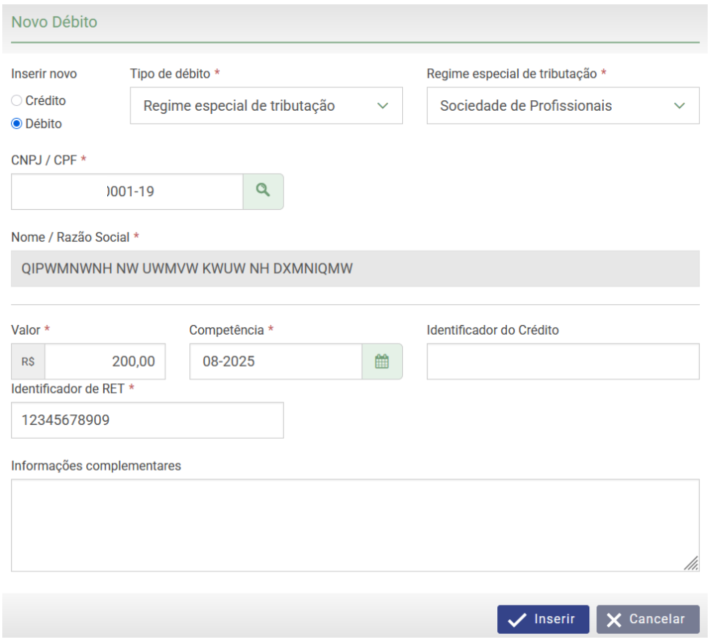 Novo Débito
Inserir novo
Crédito
Débito
Tipo de débito *
Regime especial de tributação
Regime especial de tributação *
Sociedade de Profissionais
CNPJ / CPF *
0001-19
Nome / Razão Social *
QIPWMNWNH NW UWMVW KWUW NH DXMNIQMW
Valor *
R$ 200,00
Competência *
08-2025
Identificador do Crédito
Identificador de RET *
12345678909
Informações complementares
Inserir
Cancelar